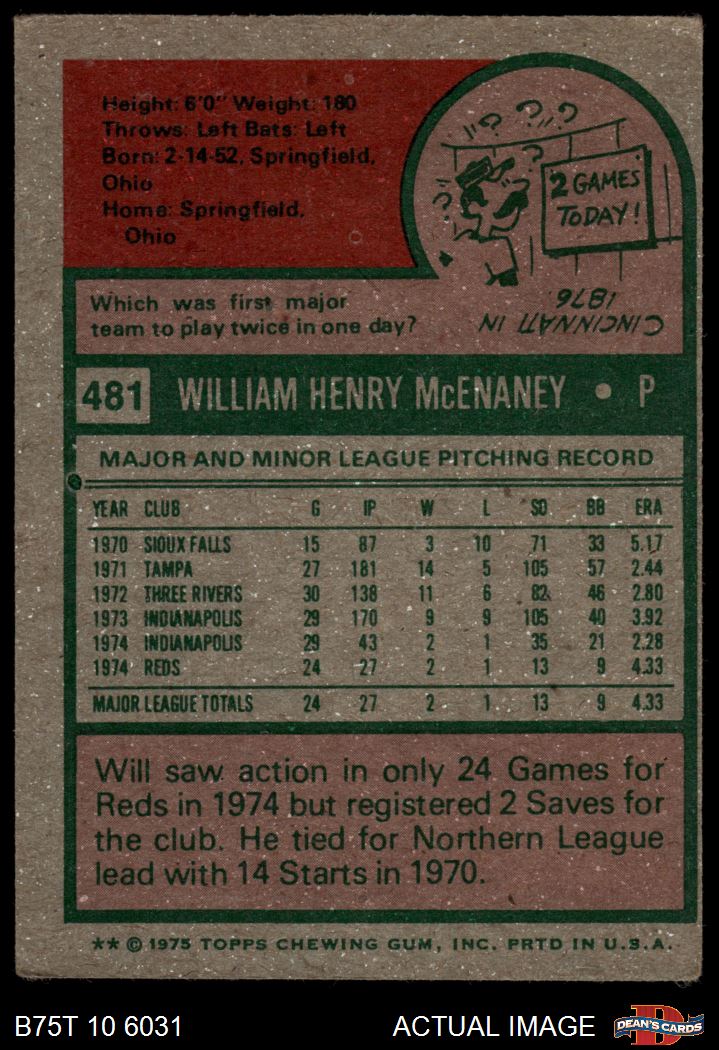 Height: 6'0" Weight: 180
Throws: Left Bats: Left
Born: 2-14-52, Springfield,
Ohio
Home: Springfield,
Ohio
? ? ? ? ? ?
2 GAMES
TODAY!
Which was first major
team to play twice in one day?
CINCINNATI IN
1876
481 WILLIAM HENRY McENANEY • P
MAJOR AND MINOR LEAGUE PITCHING RECORD
YEAR CLUB G IP W L SO BB ERA
1970 SIOUX FALLS 15 87 3 10 71 33 5.17
1971 TAMPA 27 181 14 5 105 57 2.44
1972 THREE RIVERS 30 138 11 6 82 46 2.80
1973 INDIANAPOLIS 29 170 9 9 105 40 3.92
1974 INDIANAPOLIS 29 43 2 1 35 21 2.28
1974 REDS 24 27 2 1 13 9 4.33
MAJOR LEAGUE TOTALS 24 27 2 1 13 9 4.33
Will saw action in only 24 Games for
Reds in 1974 but registered 2 Saves for
the club. He tied for Northern League
lead with 14 Starts in 1970.
** © 1975 TOPPS CHEWING GUM, INC. PRTD IN U.S.A.
B75T 10 6031 ACTUAL IMAGE DEAN'S CARDS